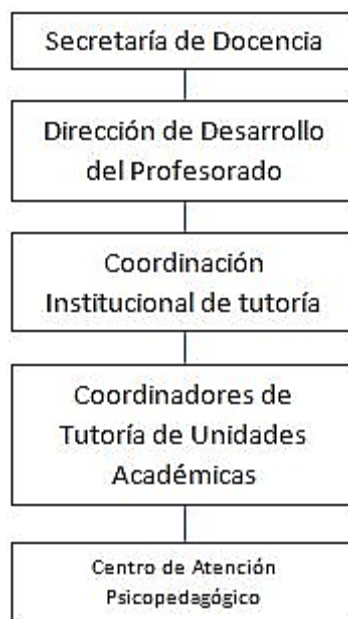 Secretaría de Docencia
Dirección de Desarrollo
del Profesorado
Coordinación
Institucional de tutoría
Coordinadores de
Tutoría de Unidades
Académicas
Centro de Atención
Psicopedagógico